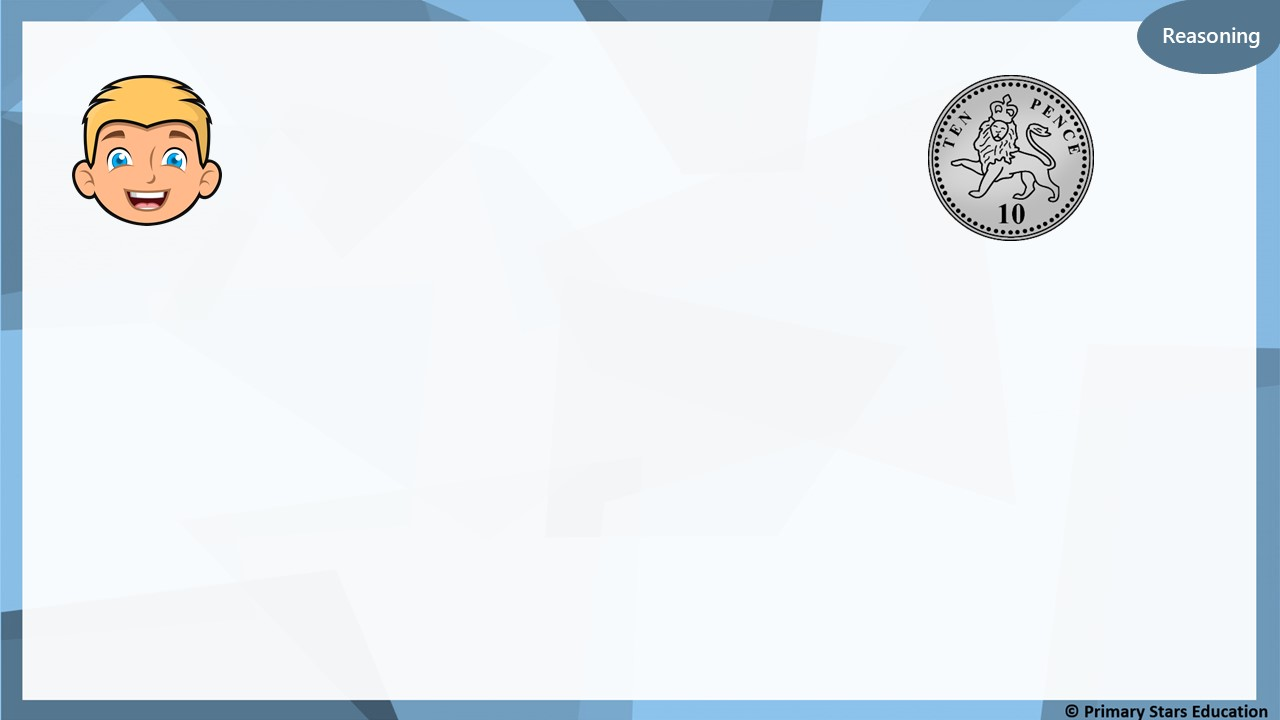 Reasoning
TEN PENCE
10
© Primary Stars Education